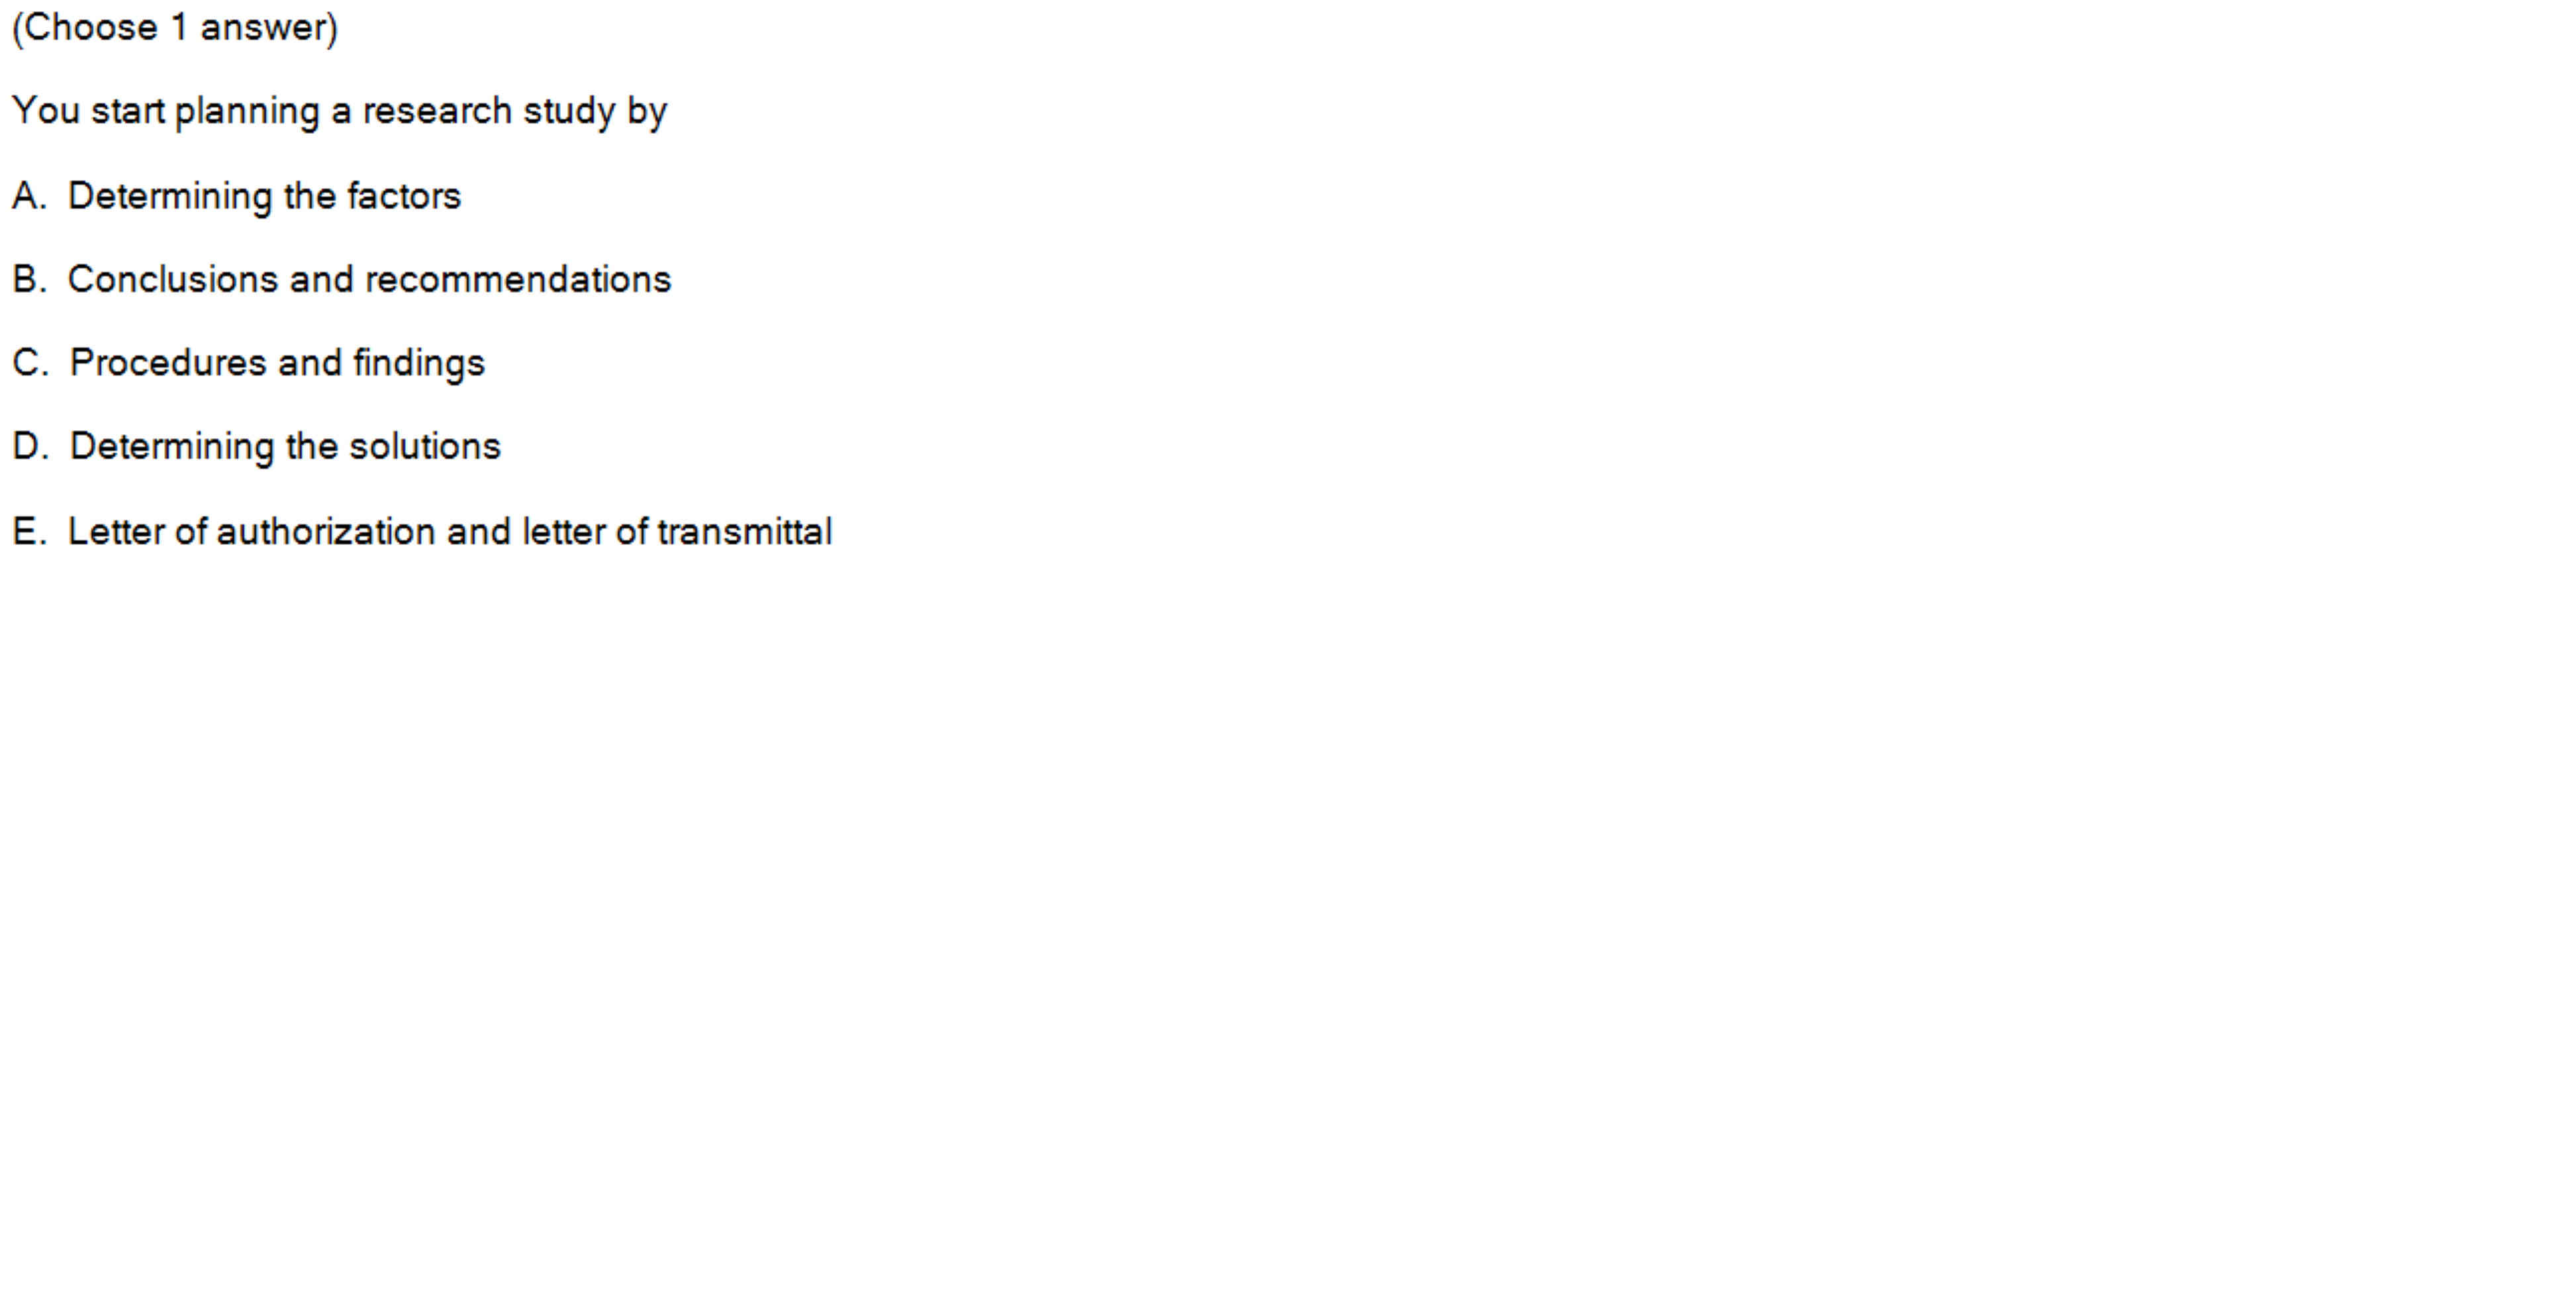 (Choose 1 answer)
You start planning a research study by
A. Determining the factors
B. Conclusions and recommendations
C. Procedures and findings
D. Determining the solutions
E. Letter of authorization and letter of transmittal